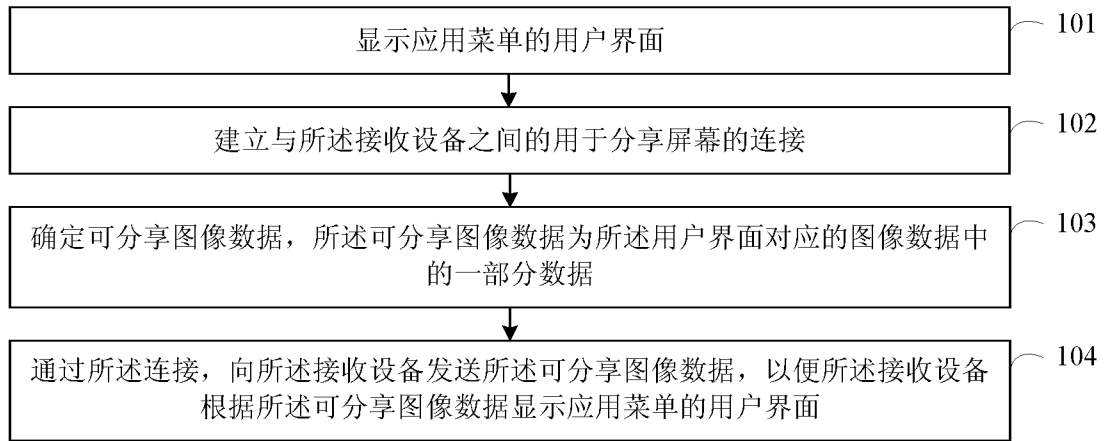 显示应用菜单的用户界面
101
建立与所述接收设备之间的用于分享屏幕的连接
102
确定可分享图像数据，所述可分享图像数据为所述用户界面对应的图像数据中
的一部分数据
103
通过所述连接，向所述接收设备发送所述可分享图像数据，以便所述接收设备
根据所述可分享图像数据显示应用菜单的用户界面
104